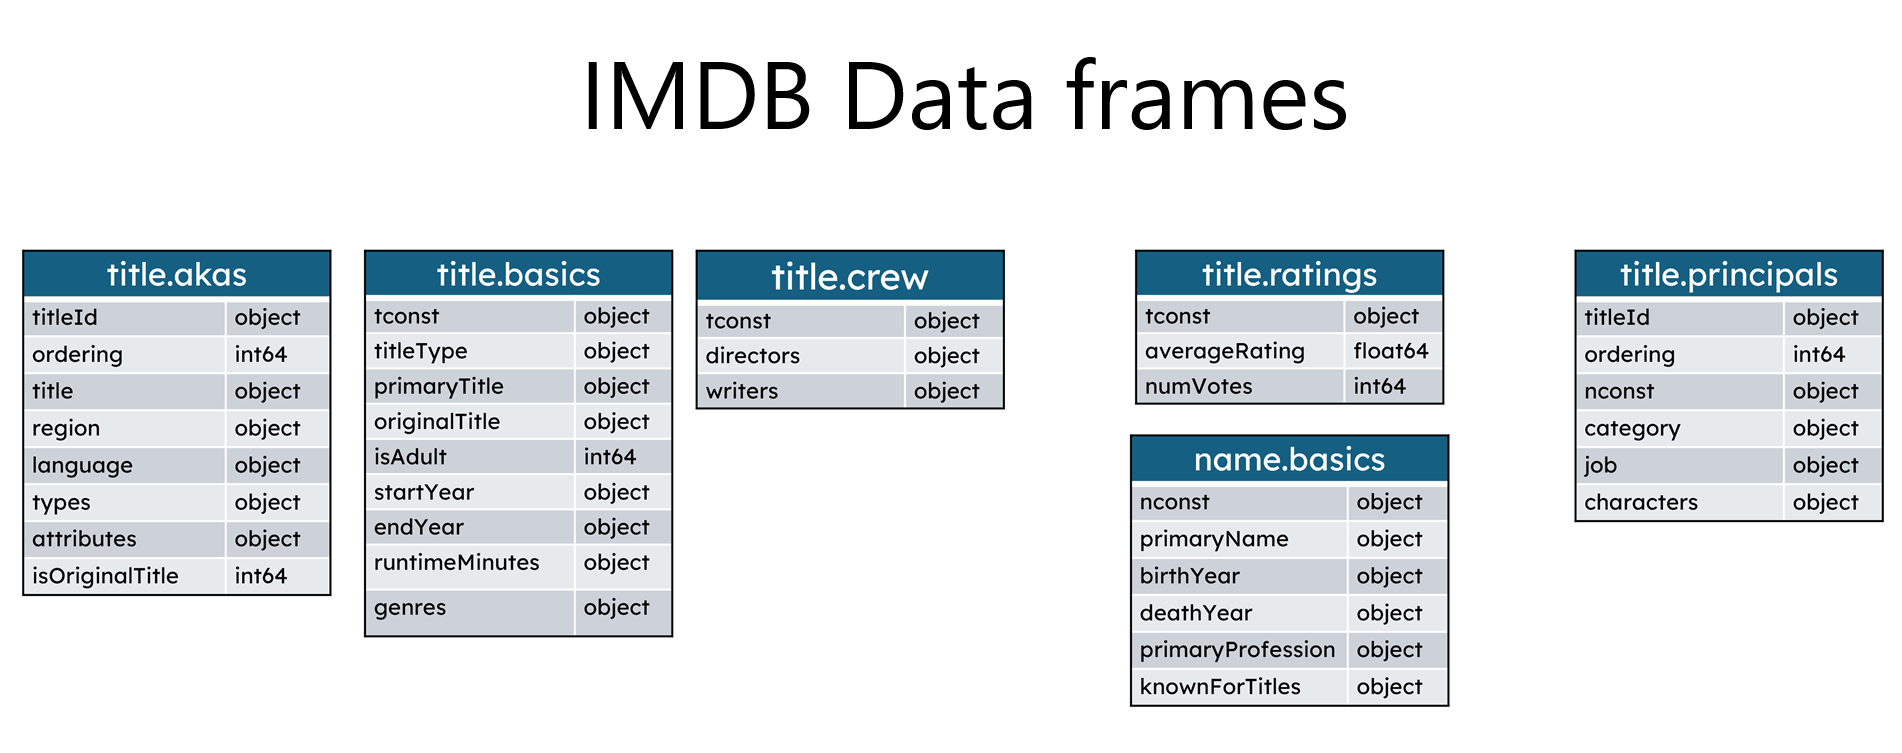 IMDB Data frames
title.akas
titleId object
ordering int64
title object
region object
language object
types object
attributes object
isOriginalTitle int64
title.basics
tconst object
titleType object
primaryTitle object
originalTitle object
isAdult int64
startYear object
endYear object
runtimeMinutes object
genres object
title.crew
tconst object
directors object
writers object
title.ratings
tconst object
averageRating float64
numVotes int64
name.basics
nconst object
primaryName object
birthYear object
deathYear object
primaryProfession object
knownForTitles object
title.principals
titleId object
ordering int64
nconst object
category object
job object
characters object